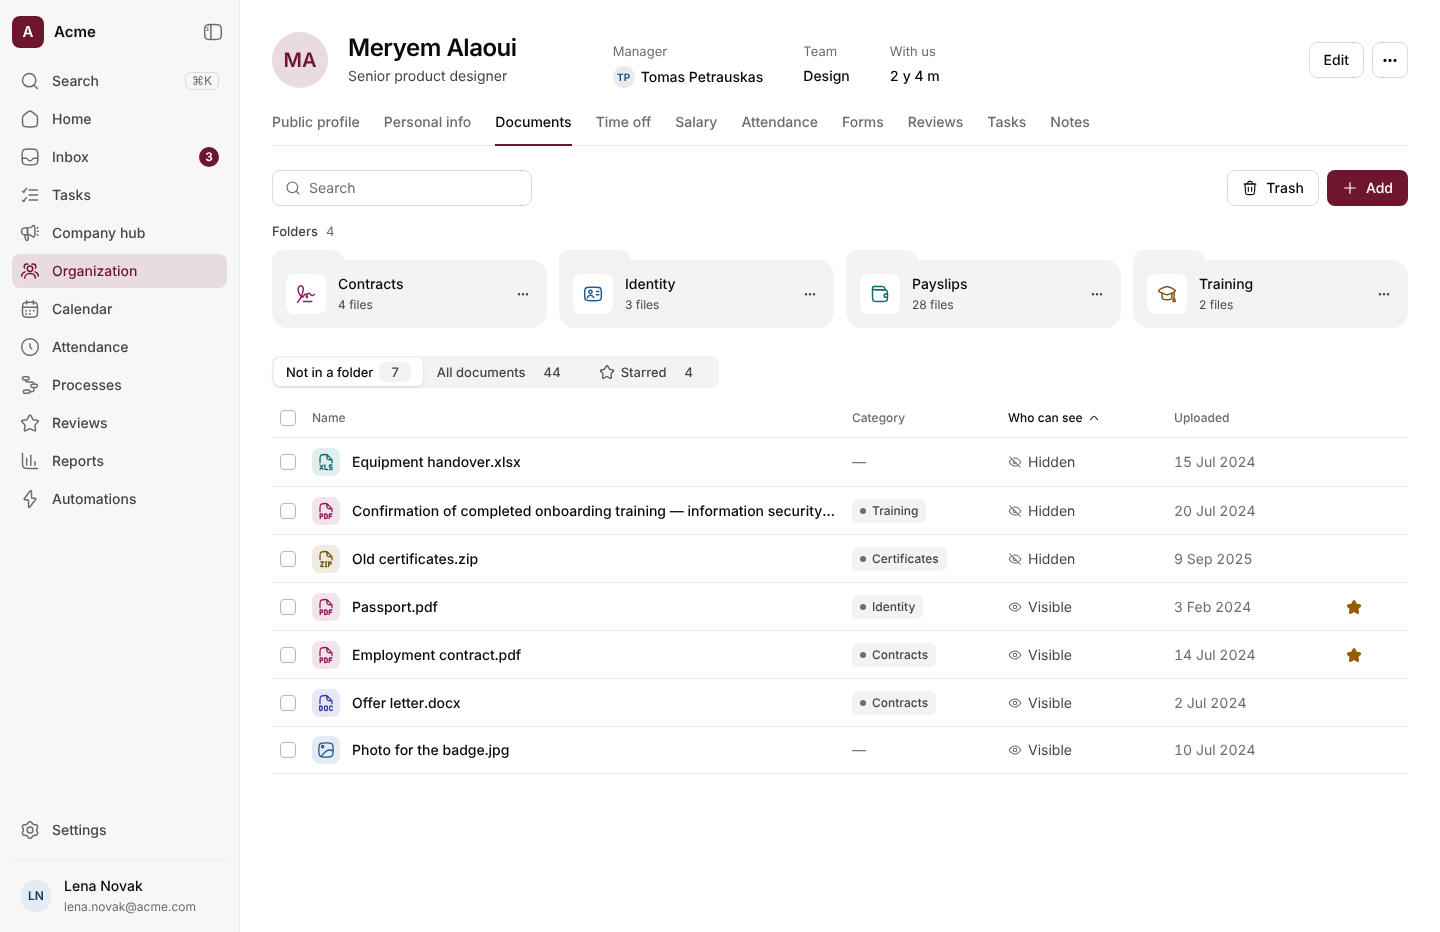 A Acme
Search ⌘K
Home
Inbox 3
Tasks
Company hub
Organization
Calendar
Attendance
Processes
Reviews
Reports
Automations
Settings
LN Lena Novak
lena.novak@acme.com
MA Meryem Alaoui
Senior product designer
Manager
TP Tomas Petrauskas
Team
Design
With us
2 y 4 m
Edit
Public profile Personal info Documents Time off Salary Attendance Forms Reviews Tasks Notes
Search
Trash
Add
Folders 4
Contracts
4 files
Identity
3 files
Payslips
28 files
Training
2 files
Not in a folder 7 All documents 44 Starred 4
Name Category Who can see Uploaded
XLS Equipment handover.xlsx — Hidden 15 Jul 2024
PDF Confirmation of completed onboarding training — information security… Training Hidden 20 Jul 2024
ZIP Old certificates.zip Certificates Hidden 9 Sep 2025
PDF Passport.pdf Identity Visible 3 Feb 2024
PDF Employment contract.pdf Contracts Visible 14 Jul 2024
DOC Offer letter.docx Contracts Visible 2 Jul 2024
Photo for the badge.jpg — Visible 10 Jul 2024